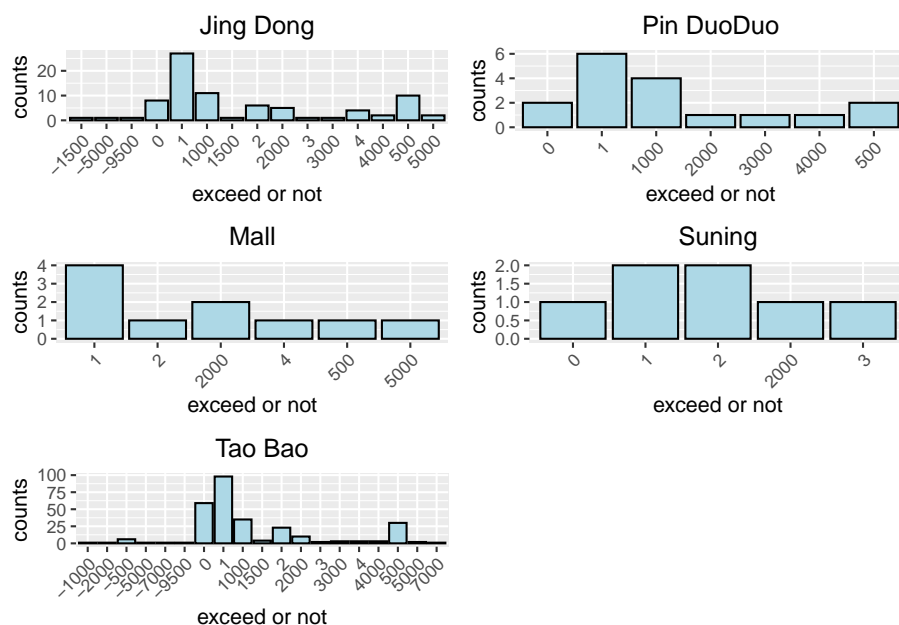 Jing Dong
counts
20
10
0
−1500 −5000 −9500 0 1 1000 1500 2 2000 3 3000 4 4000 500 5000
exceed or not
Pin DuoDuo
counts
6
4
2
0
0 1 1000 2000 3000 4000 500
exceed or not
Mall
counts
4
3
2
1
0
1 2 2000 4 500 5000
exceed or not
Suning
counts
2.0
1.5
1.0
0.5
0.0
0 1 2 2000 3
exceed or not
Tao Bao
counts
100
75
50
25
0
−1000 −2000 −500 −5000 −7000 −9500 0 1 1000 1500 2 2000 3 3000 4 4000 500 5000 7000
exceed or not